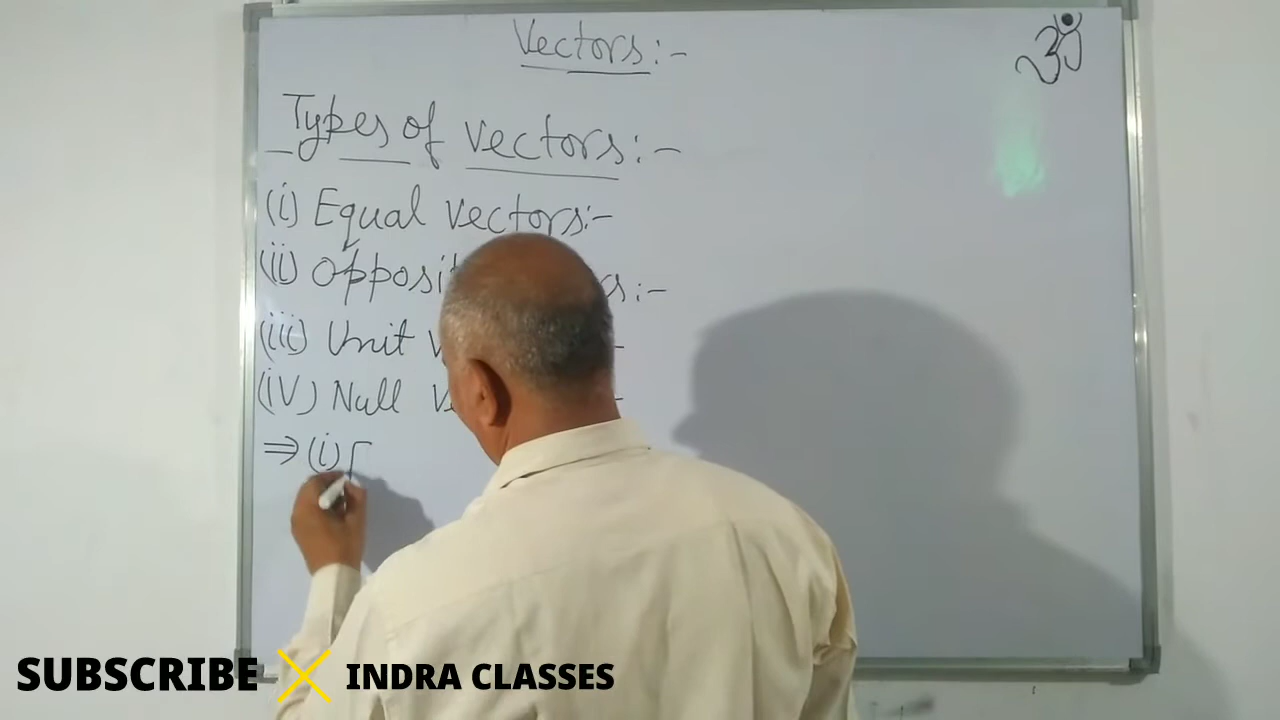 Vectors:-
ॐ
Types of Vectors:-
(i) Equal Vectors:-
(ii) Opposit
(iii) Unit
(iv) Null
⇒ (i)
SUBSCRIBE INDRA CLASSES